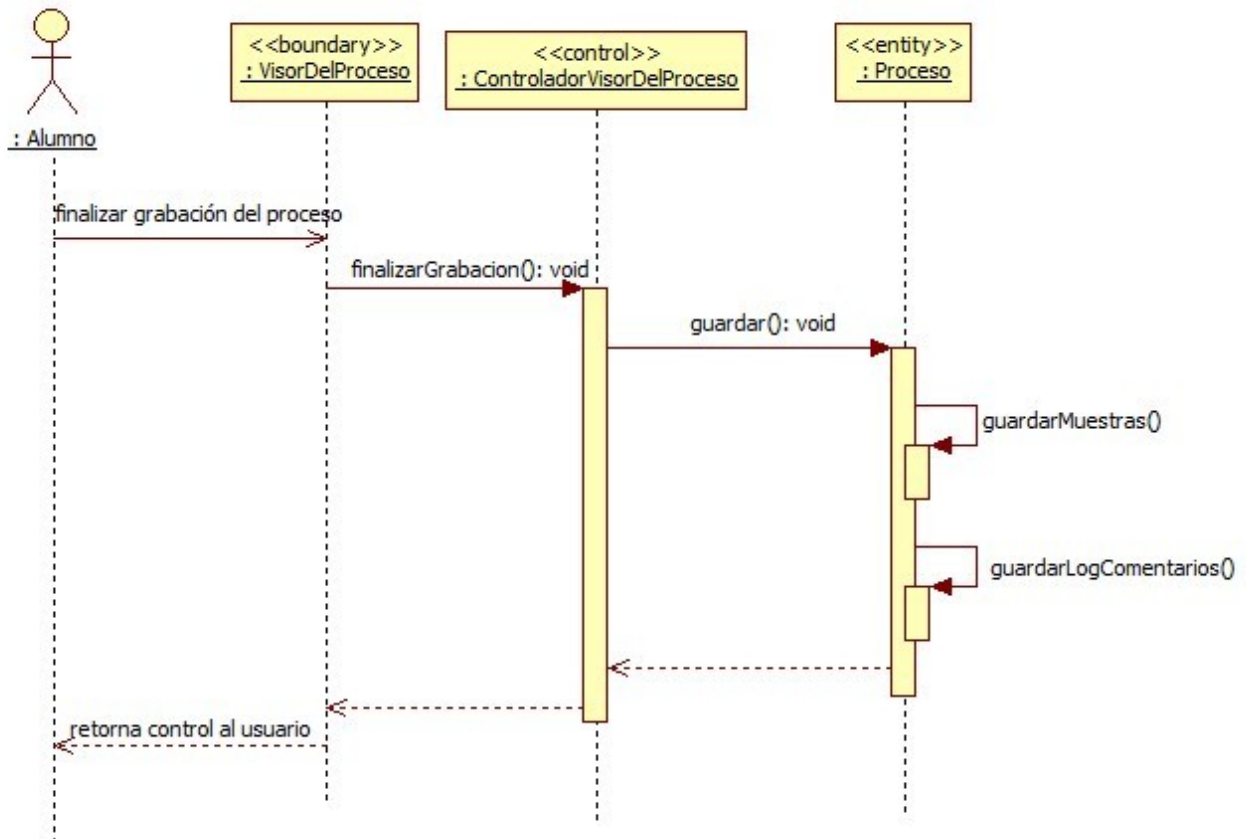 <<boundary>>
: VisorDelProceso
<<control>>
: ControladorVisorDelProceso
<<entity>>
: Proceso
: Alumno
finalizar grabación del proceso
finalizarGrabacion(): void
guardar(): void
guardarMuestras()
guardarLogComentarios()
retorna control al usuario